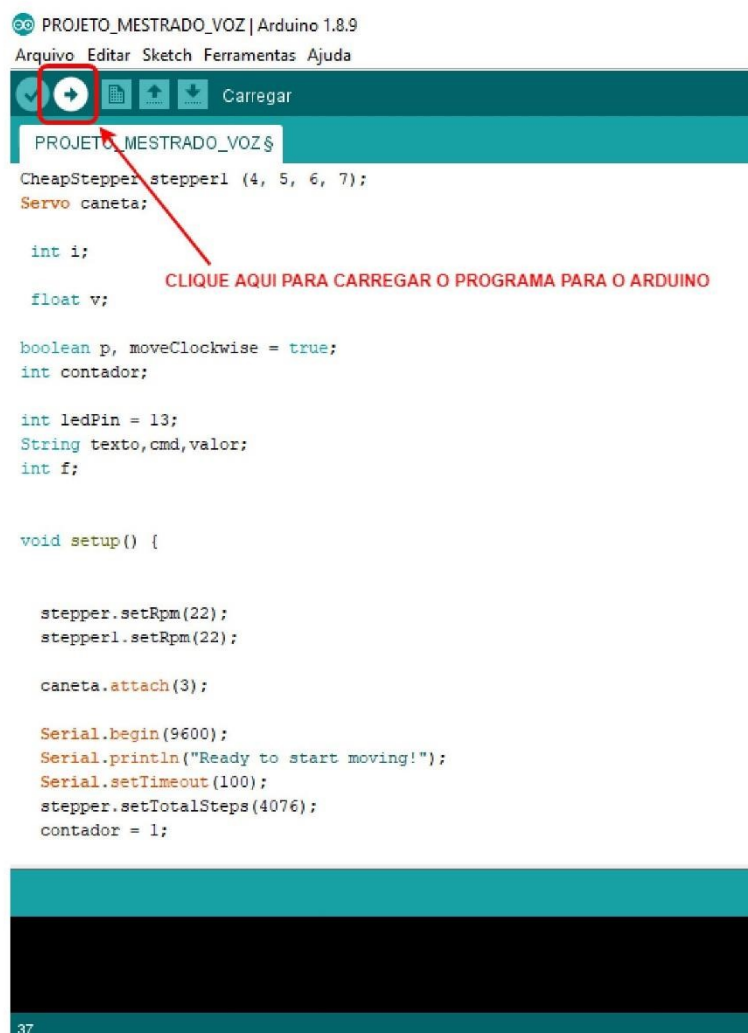 PROJETO_MESTRADO_VOZ | Arduino 1.8.9
Arquivo Editar Sketch Ferramentas Ajuda
Carregar
PROJETO_MESTRADO_VOZ §
CheapStepper stepper1 (4, 5, 6, 7);
Servo caneta;
int i;
CLIQUE AQUI PARA CARREGAR O PROGRAMA PARA O ARDUINO
float v;
boolean p, moveClockwise = true;
int contador;
int ledPin = 13;
String texto,cmd,valor;
int f;
void setup() {
stepper.setRpm(22);
stepper1.setRpm(22);
caneta.attach(3);
Serial.begin(9600);
Serial.println("Ready to start moving!");
Serial.setTimeout(100);
stepper.setTotalSteps(4076);
contador = 1;
37